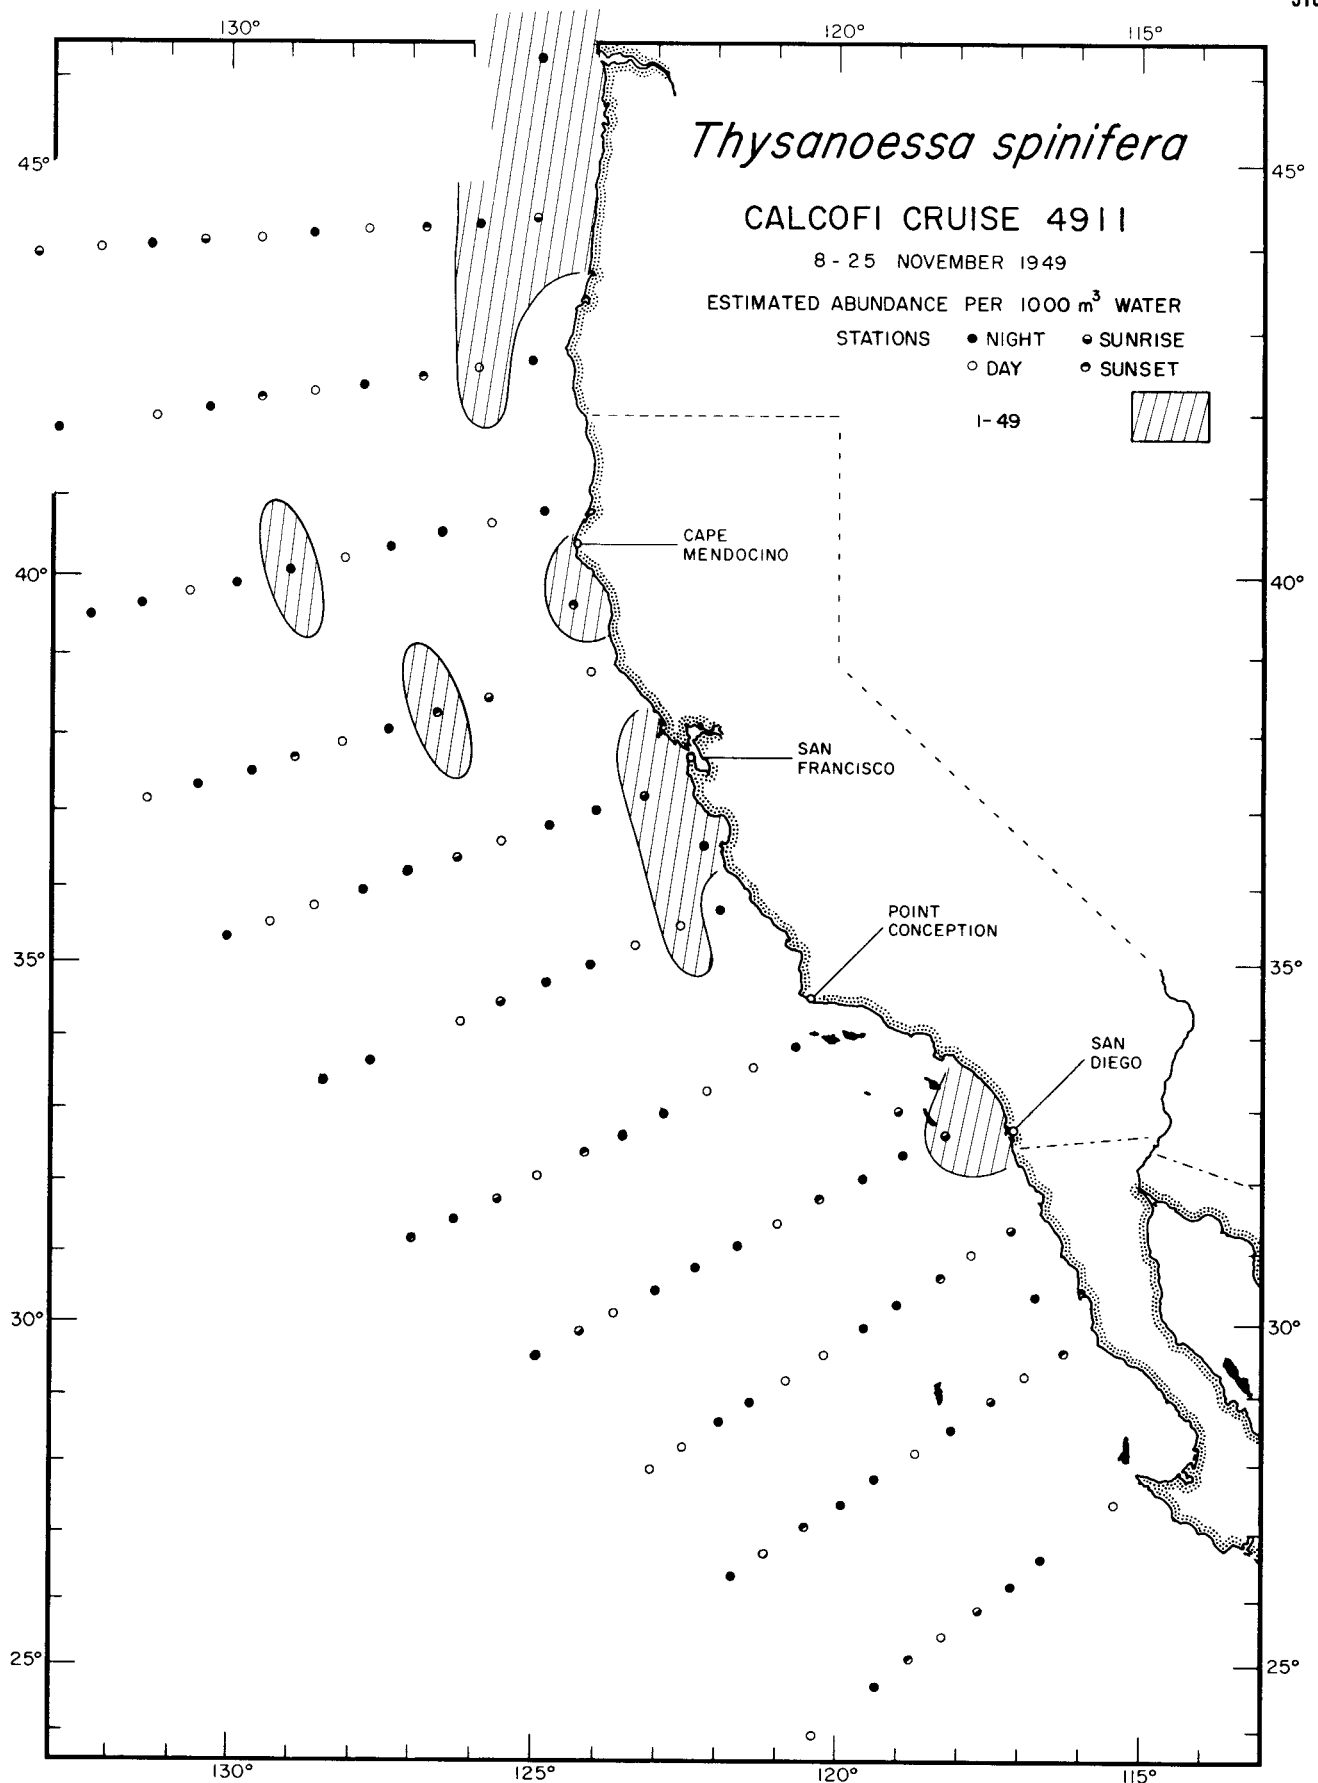 130° 120° 115°
Thysanoessa spinifera
45° 45°
CALCOFI CRUISE 4911
8-25 NOVEMBER 1949
ESTIMATED ABUNDANCE PER 1000 m³ WATER
STATIONS NIGHT SUNRISE
DAY SUNSET
1-49
CAPE
MENDOCINO
40° 40°
SAN
FRANCISCO
POINT
CONCEPTION
35° 35°
SAN
DIEGO
30° 30°
25° 25°
130° 125° 120° 115°